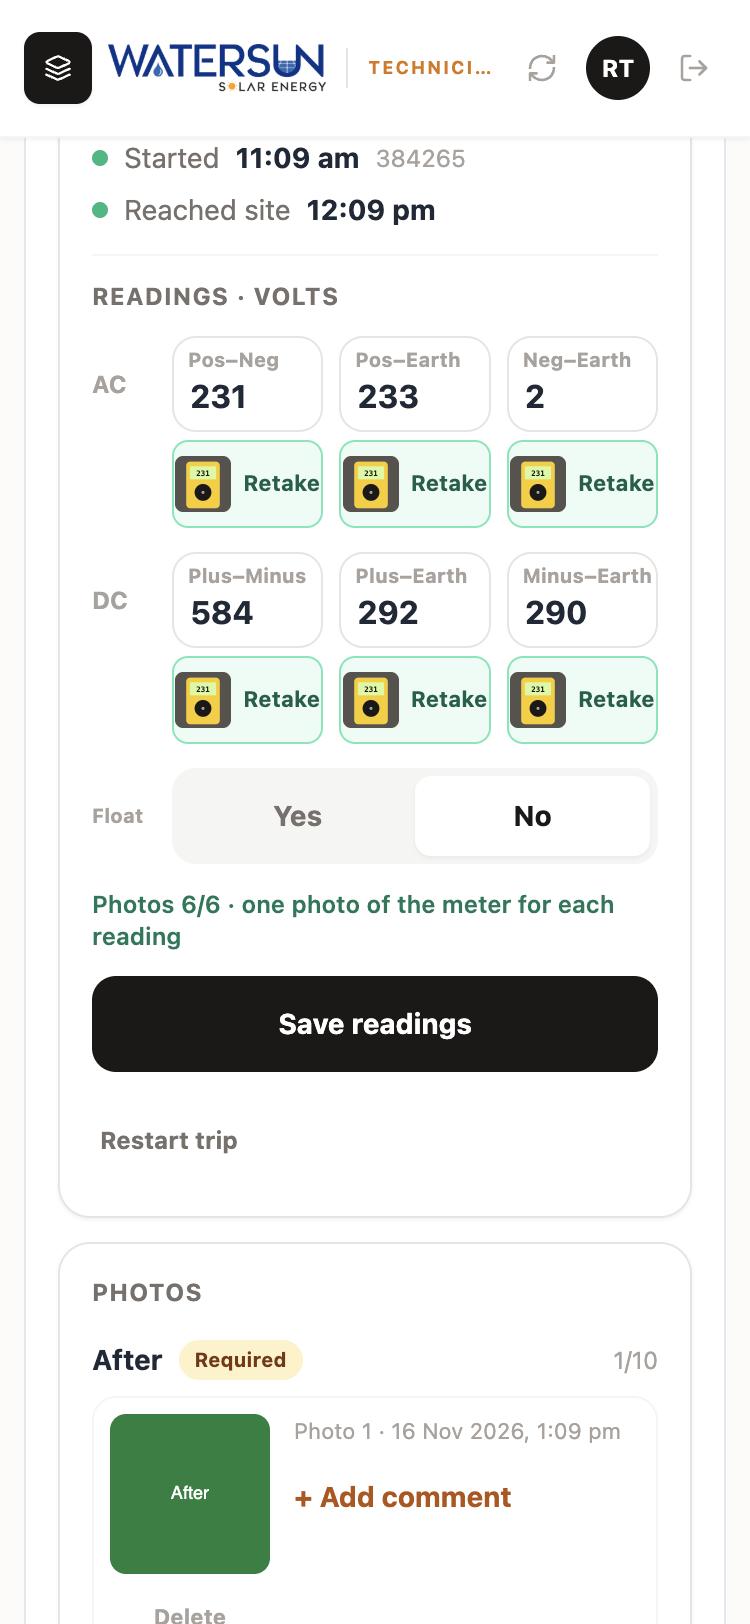 WATERSUN
SOLAR ENERGY
TECHNICI...
RT
Started 11:09 am 384265
Reached site 12:09 pm
READINGS · VOLTS
AC
Pos–Neg
231
Pos–Earth
233
Neg–Earth
2
231 Retake
231 Retake
231 Retake
DC
Plus–Minus
584
Plus–Earth
292
Minus–Earth
290
231 Retake
231 Retake
231 Retake
Float
Yes
No
Photos 6/6 · one photo of the meter for each
reading
Save readings
Restart trip
PHOTOS
After Required 1/10
After
Photo 1 · 16 Nov 2026, 1:09 pm
+ Add comment
Delete